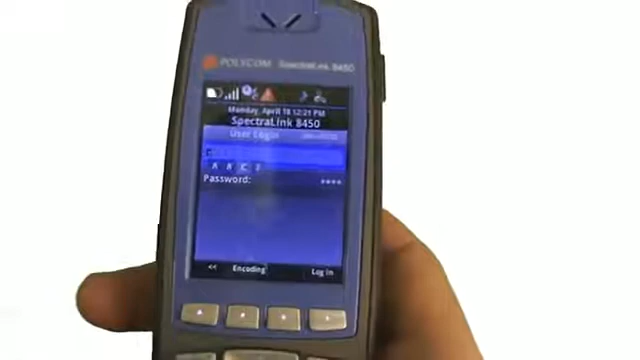 POLYCOM SpectraLink 8450
Monday, April 18 12:21 PM
SpectraLink 8450
User Login
Password: ****
<< Encoding Log In